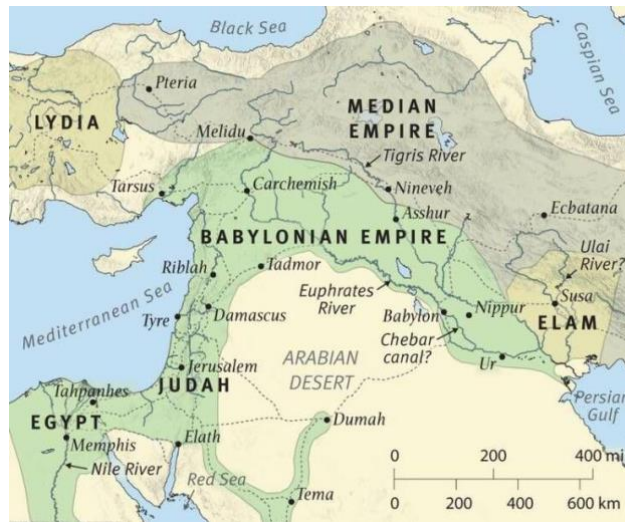 Black Sea
Caspian Sea
Pteria
LYDIA
MEDIAN
EMPIRE
Melidu
Tigris River
Tarsus
Carchemish
Nineveh
Asshur
Ecbatana
BABYLONIAN EMPIRE
Ulai
River?
Riblah
Tadmor
Mediterranean Sea
Euphrates
River
Susa
Tyre
Damascus
Babylon
Nippur
ELAM
Chebar
canal?
ARABIAN
DESERT
Ur
Jerusalem
JUDAH
Tahpanhes
Persian
Gulf
EGYPT
Dumah
Memphis
Elath
Nile River
Red Sea
Tema
0 200 400 mi
0 200 400 600 km